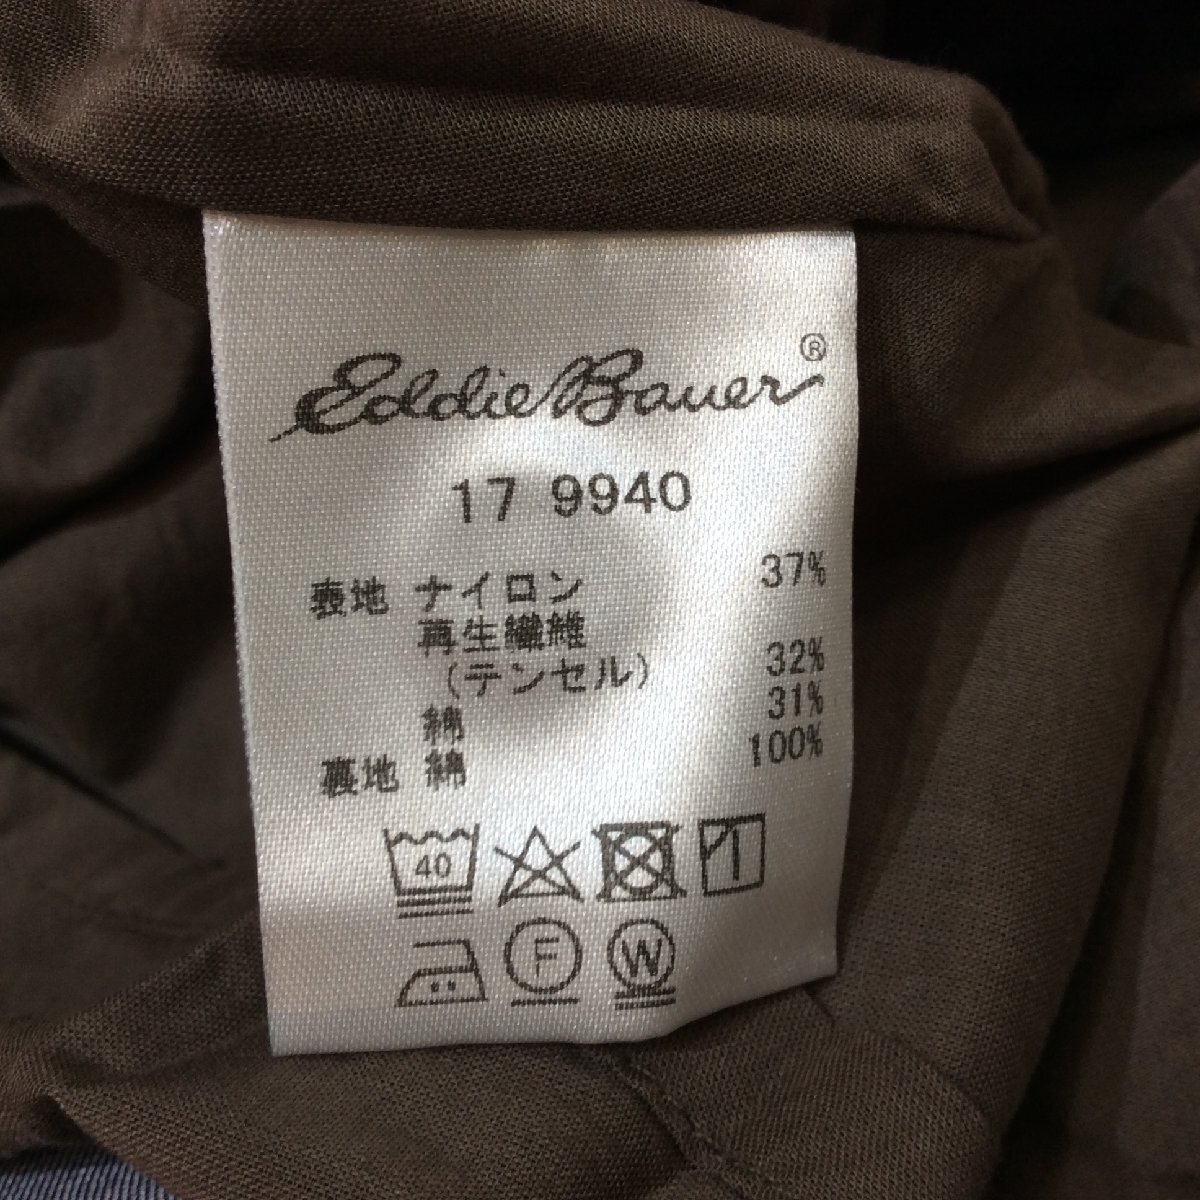 Eddie Bauer®
17 9940
表地 ナイロン 37%
再生繊維
(テンセル) 32%
綿 31%
裏地 綿 100%
40
F W